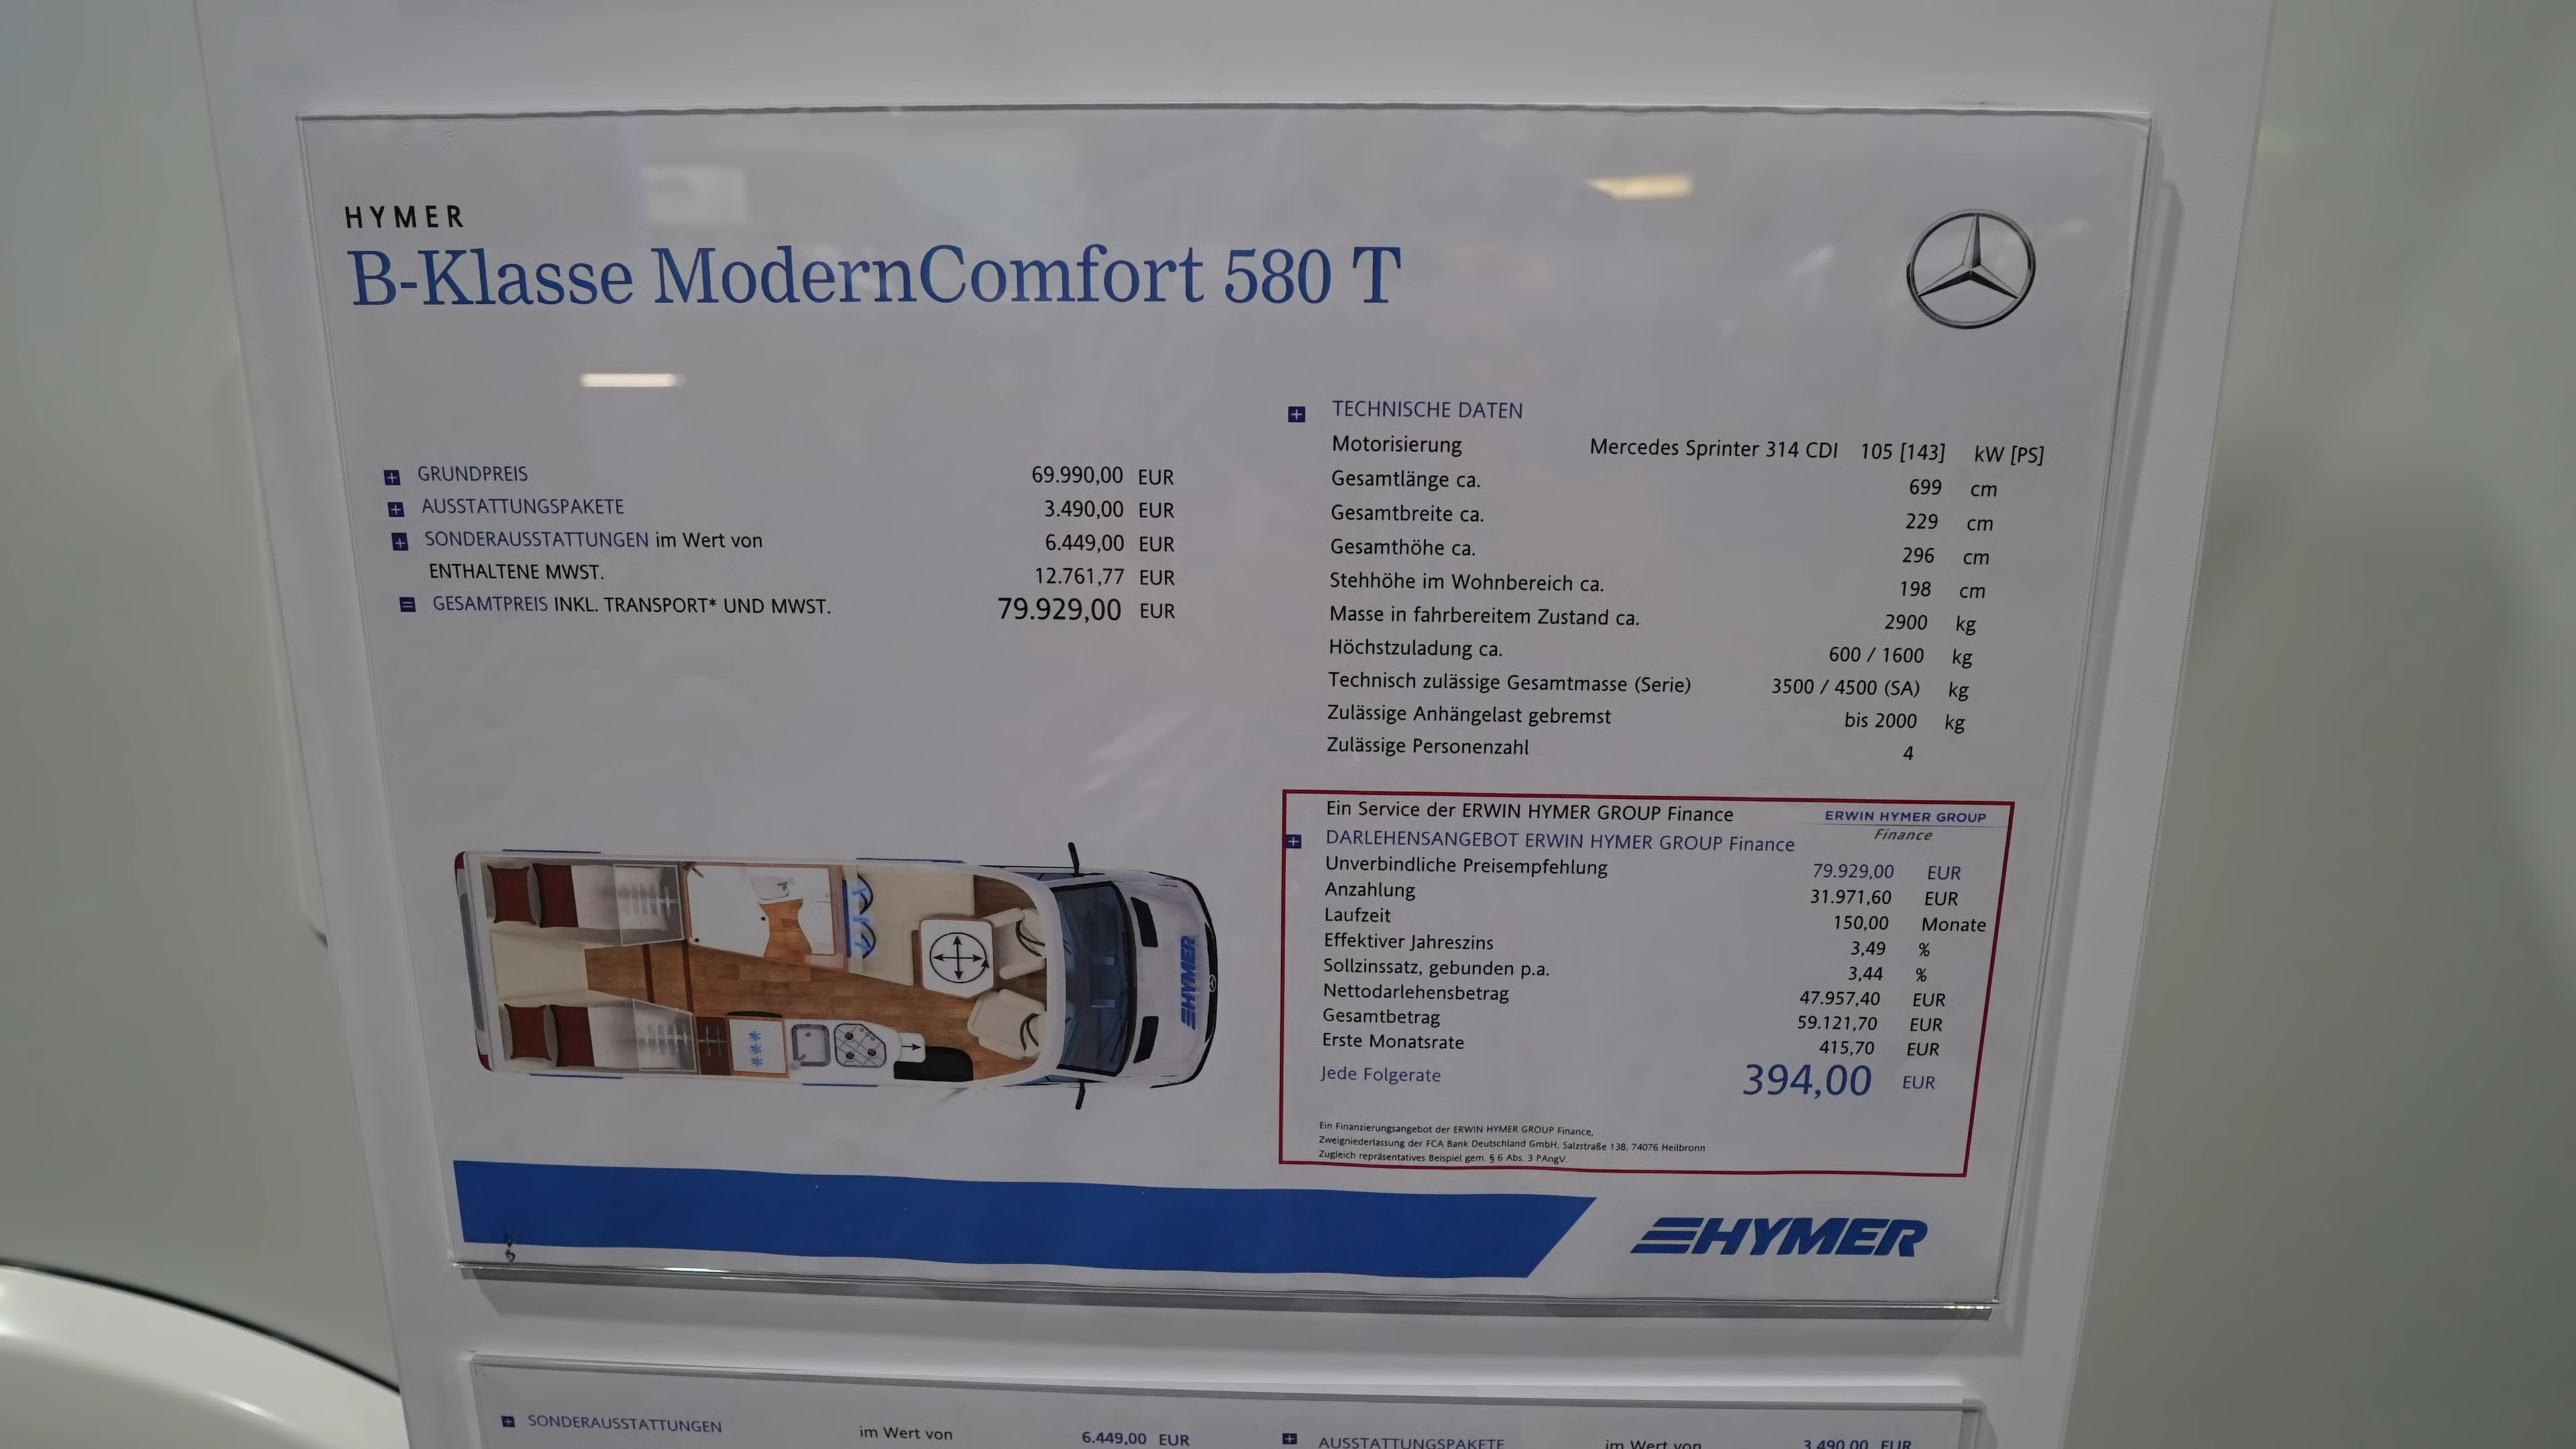 HYMER
B-Klasse ModernComfort 580 T
GRUNDPREIS 69.990,00 EUR
AUSSTATTUNGSPAKETE 3.490,00 EUR
SONDERAUSSTATTUNGEN im Wert von 6.449,00 EUR
ENTHALTENE MWST. 12.761,77 EUR
GESAMTPREIS INKL. TRANSPORT* UND MWST. 79.929,00 EUR
TECHNISCHE DATEN
Motorisierung Mercedes Sprinter 314 CDI 105 [143] kW [PS]
Gesamtlänge ca. 699 cm
Gesamtbreite ca. 229 cm
Gesamthöhe ca. 296 cm
Stehhöhe im Wohnbereich ca. 198 cm
Masse in fahrbereitem Zustand ca. 2900 kg
Höchstzuladung ca. 600 / 1600 kg
Technisch zulässige Gesamtmasse (Serie) 3500 / 4500 (SA) kg
Zulässige Anhängelast gebremst bis 2000 kg
Zulässige Personenzahl 4
Ein Service der ERWIN HYMER GROUP Finance
ERWIN HYMER GROUP
Finance
DARLEHENSANGEBOT ERWIN HYMER GROUP Finance
Unverbindliche Preisempfehlung 79.929,00 EUR
Anzahlung 31.971,60 EUR
Laufzeit 150,00 Monate
Effektiver Jahreszins 3,49 %
Sollzinssatz, gebunden p.a. 3,44 %
Nettodarlehensbetrag 47.957,40 EUR
Gesamtbetrag 59.121,70 EUR
Erste Monatsrate 415,70 EUR
Jede Folgerate 394,00 EUR
Ein Finanzierungsangebot der ERWIN HYMER GROUP Finance,
Zweigniederlassung der FCA Bank Deutschland GmbH, Salzstraße 138, 74076 Heilbronn
Zugleich repräsentatives Beispiel gem. § 6 Abs. 3 PAngV.
HYMER
HYMER
SONDERAUSSTATTUNGEN im Wert von 6.449,00 EUR
AUSSTATTUNGSPAKETE im Wert von 3.490,00 EUR